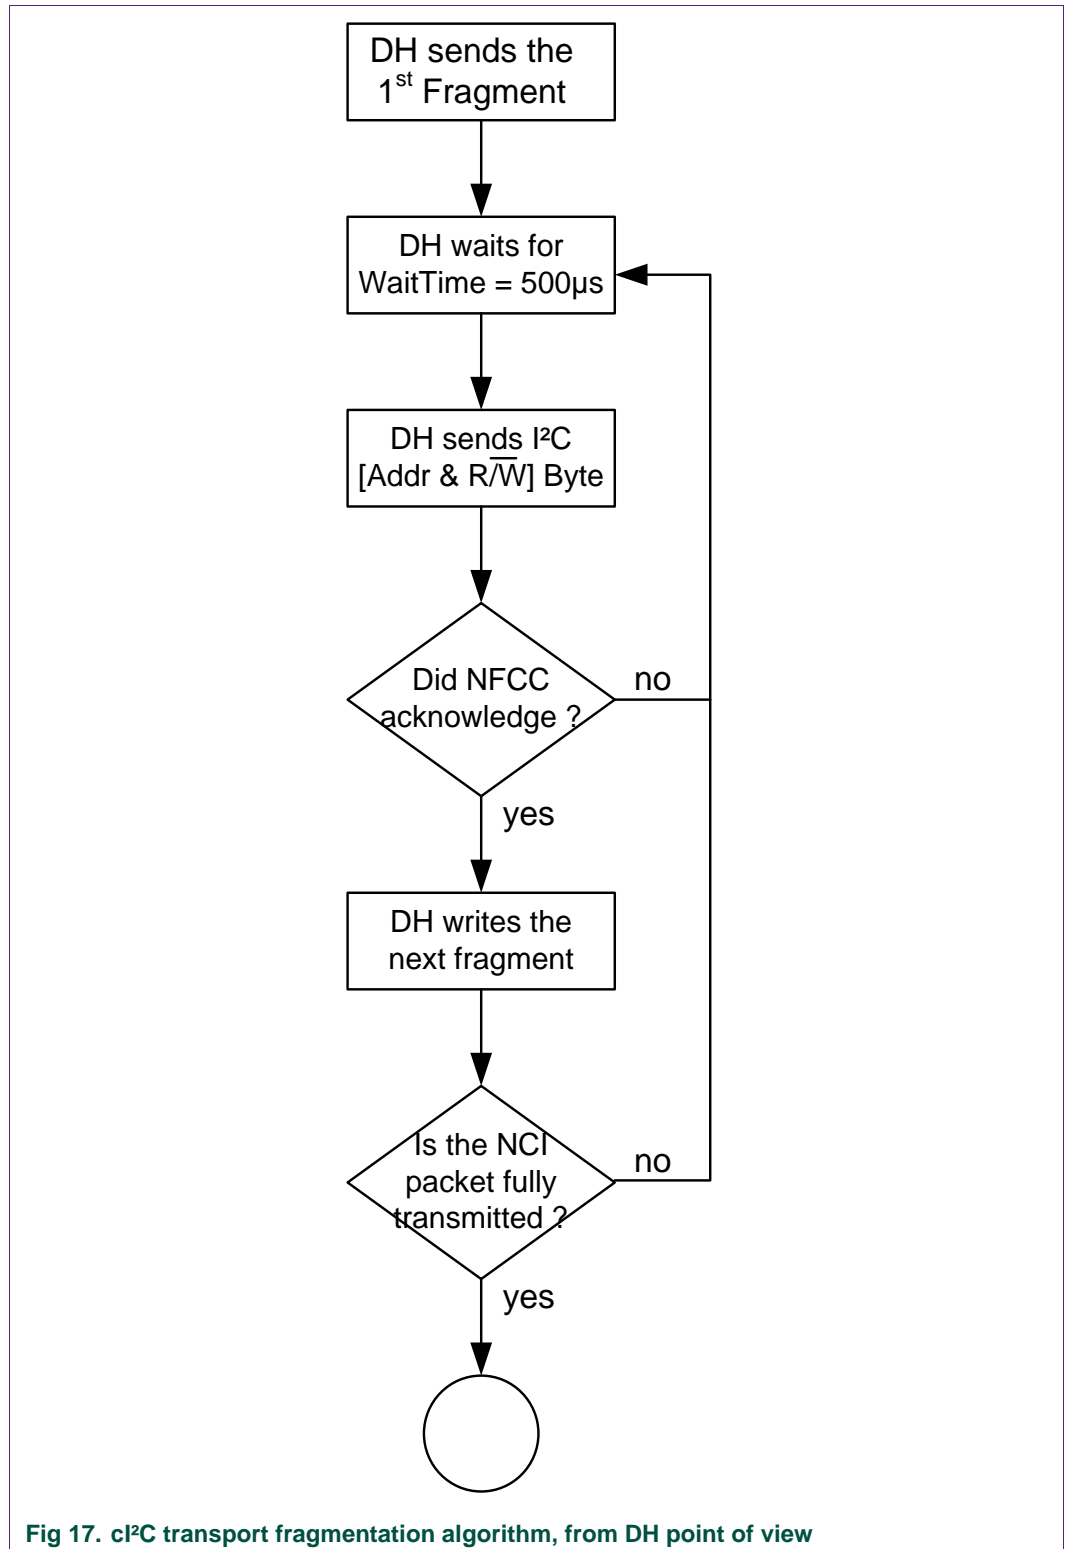 DH sends the
1st Fragment
DH waits for
WaitTime = 500µs
DH sends I²C
[Addr & R/W̅] Byte
Did NFCC
acknowledge ?
no
yes
DH writes the
next fragment
Is the NCI
packet fully
transmitted ?
no
yes
Fig 17. cI²C transport fragmentation algorithm, from DH point of view